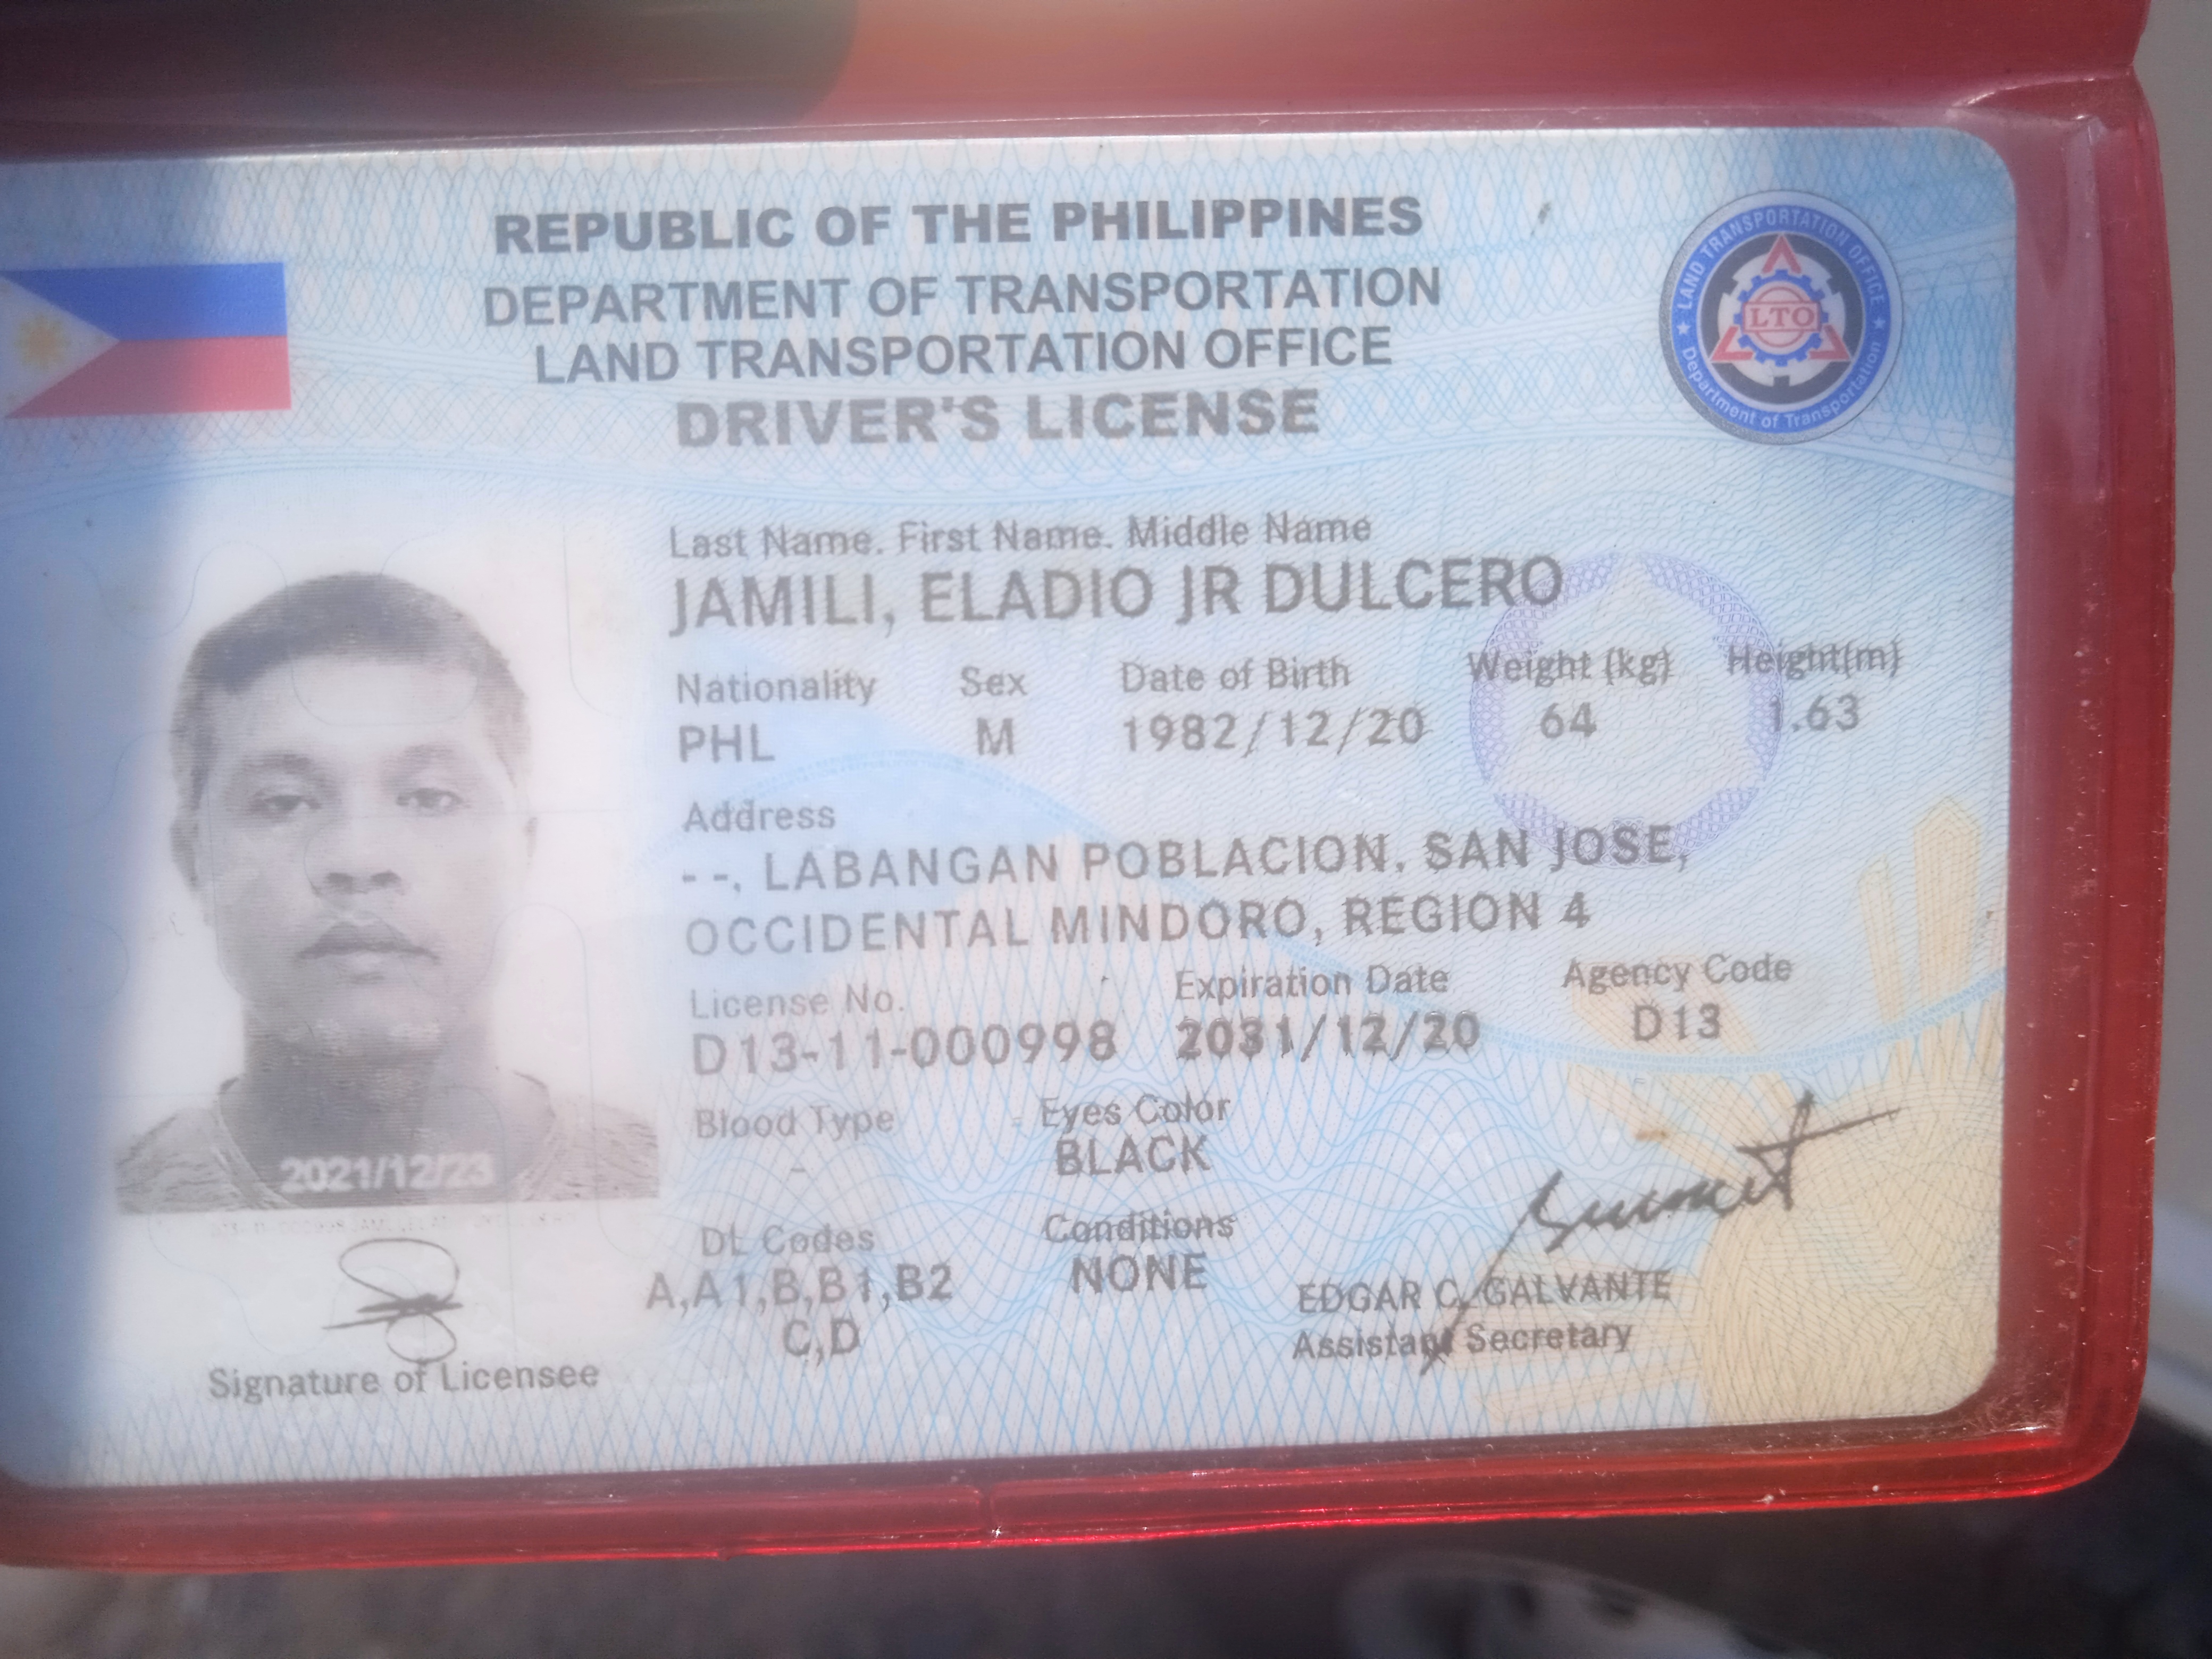 REPUBLIC OF THE PHILIPPINES
DEPARTMENT OF TRANSPORTATION
LAND TRANSPORTATION OFFICE
DRIVER'S LICENSE
LAND TRANSPORTATION OFFICE
LTO
Department of Transportation
Last Name. First Name. Middle Name
JAMILI, ELADIO JR DULCERO
Nationality Sex Date of Birth Weight (kg) Height(m)
PHL M 1982/12/20 64 1.63
Address
--, LABANGAN POBLACION, SAN JOSE,
OCCIDENTAL MINDORO, REGION 4
License No. Expiration Date Agency Code
D13-11-000998 2031/12/20 D13
Blood Type Eyes Color
- BLACK
2021/12/23
DL Codes Conditions
A,A1,B,B1,B2 NONE
C,D
EDGAR C. GALVANTE
Assistant Secretary
Signature of Licensee